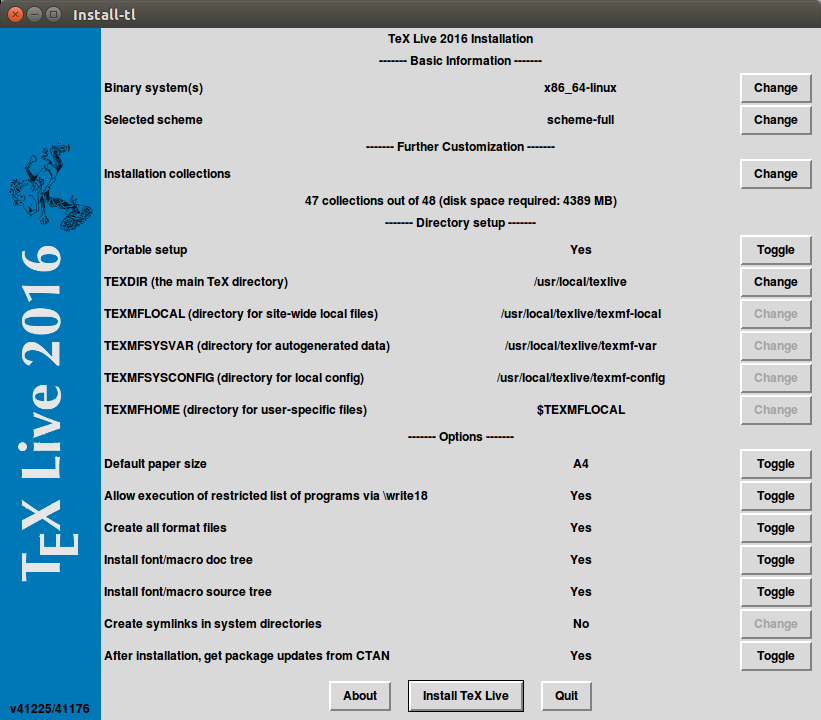 Install-tl
TeX Live 2016 Installation
------- Basic Information -------
Binary system(s) x86_64-linux Change
Selected scheme scheme-full Change
------- Further Customization -------
Installation collections Change
47 collections out of 48 (disk space required: 4389 MB)
------- Directory setup -------
Portable setup Yes Toggle
TEXDIR (the main TeX directory) /usr/local/texlive Change
TEXMFLOCAL (directory for site-wide local files) /usr/local/texlive/texmf-local Change
TEXMFSYSVAR (directory for autogenerated data) /usr/local/texlive/texmf-var Change
TEXMFSYSCONFIG (directory for local config) /usr/local/texlive/texmf-config Change
TEXMFHOME (directory for user-specific files) $TEXMFLOCAL Change
------- Options -------
Default paper size A4 Toggle
Allow execution of restricted list of programs via \write18 Yes Toggle
Create all format files Yes Toggle
Install font/macro doc tree Yes Toggle
Install font/macro source tree Yes Toggle
Create symlinks in system directories No Change
After installation, get package updates from CTAN Yes Toggle
About Install TeX Live Quit
TEX Live 2016
v41225/41176